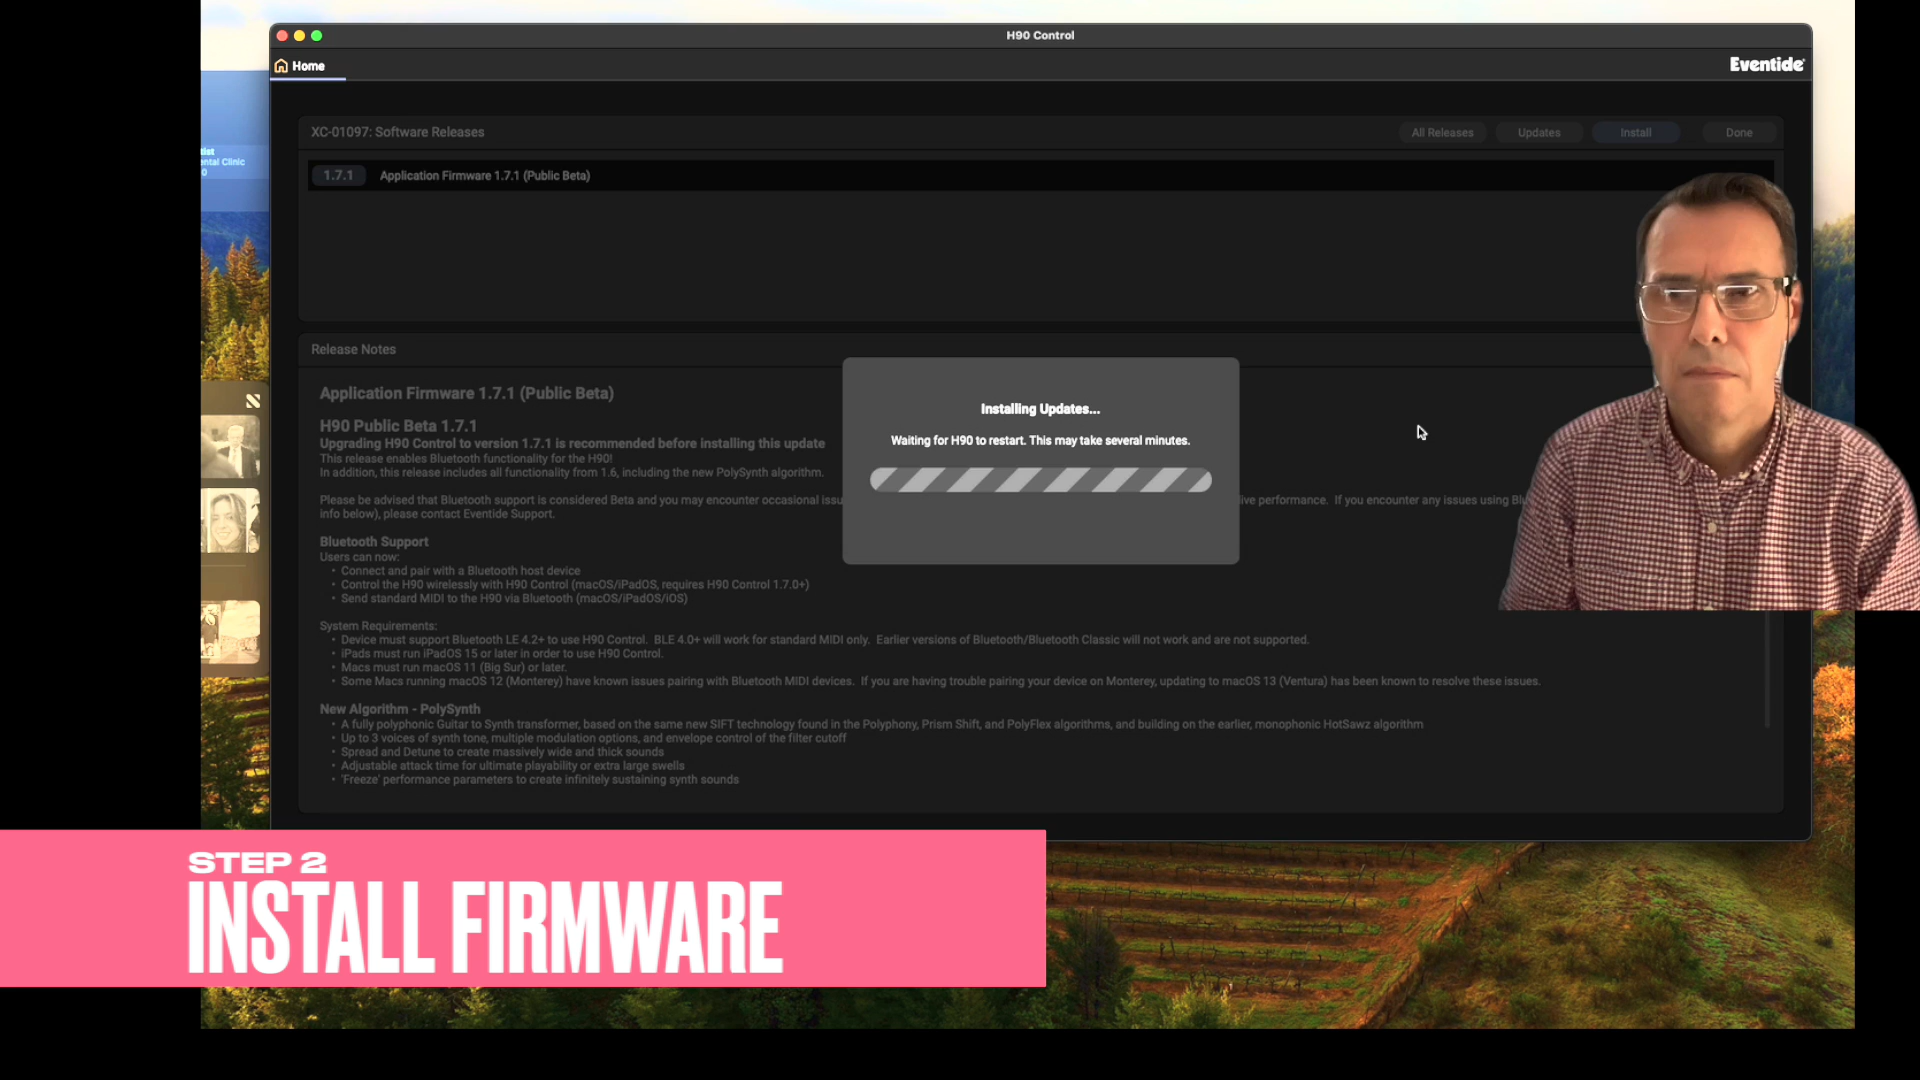 H90 Control
Home
Eventide
XC-01097: Software Releases
All Releases
Updates
Install
Done
1.7.1
Application Firmware 1.7.1 (Public Beta)
Release Notes
Application Firmware 1.7.1 (Public Beta)
H90 Public Beta 1.7.1
Upgrading H90 Control to version 1.7.1 is recommended before installing this update
This release enables Bluetooth functionality for the H90!
In addition, this release includes all functionality from 1.6, including the new PolySynth algorithm.
Please be advised that Bluetooth support is considered Beta and you may encounter occasional live performance. If you encounter any issues using
info below), please contact Eventide Support.
Installing Updates...
Waiting for H90 to restart. This may take several minutes.
Bluetooth Support
Users can now:
• Connect and pair with a Bluetooth host device
• Control the H90 wirelessly with H90 Control (macOS/iPadOS, requires H90 Control 1.7.0+)
• Send standard MIDI to the H90 via Bluetooth (macOS/iPadOS/iOS)
System Requirements:
• Device must support Bluetooth LE 4.2+ to use H90 Control. BLE 4.0+ will work for standard MIDI only. Earlier versions of Bluetooth/Bluetooth Classic will not work and are not supported.
• iPads must run iPadOS 15 or later in order to use H90 Control.
• Macs must run macOS 11 (Big Sur) or later.
• Some Macs running macOS 12 (Monterey) have known issues pairing with Bluetooth MIDI devices. If you are having trouble pairing your device on Monterey, updating to macOS 13 (Ventura) has been known to resolve these issues.
New Algorithm - PolySynth
• A fully polyphonic Guitar to Synth transformer, based on the same new SIFT technology found in the Polyphony, Prism Shift, and PolyFlex algorithms, and building on the earlier, monophonic HotSawz algorithm
• Up to 3 voices of synth tone, multiple modulation options, and envelope control of the filter cutoff
• Spread and Detune to create massively wide and thick sounds
• Adjustable attack time for ultimate playability or extra large swells
• 'Freeze' performance parameters to create infinitely sustaining synth sounds
ental Clinic
STEP 2
INSTALL FIRMWARE